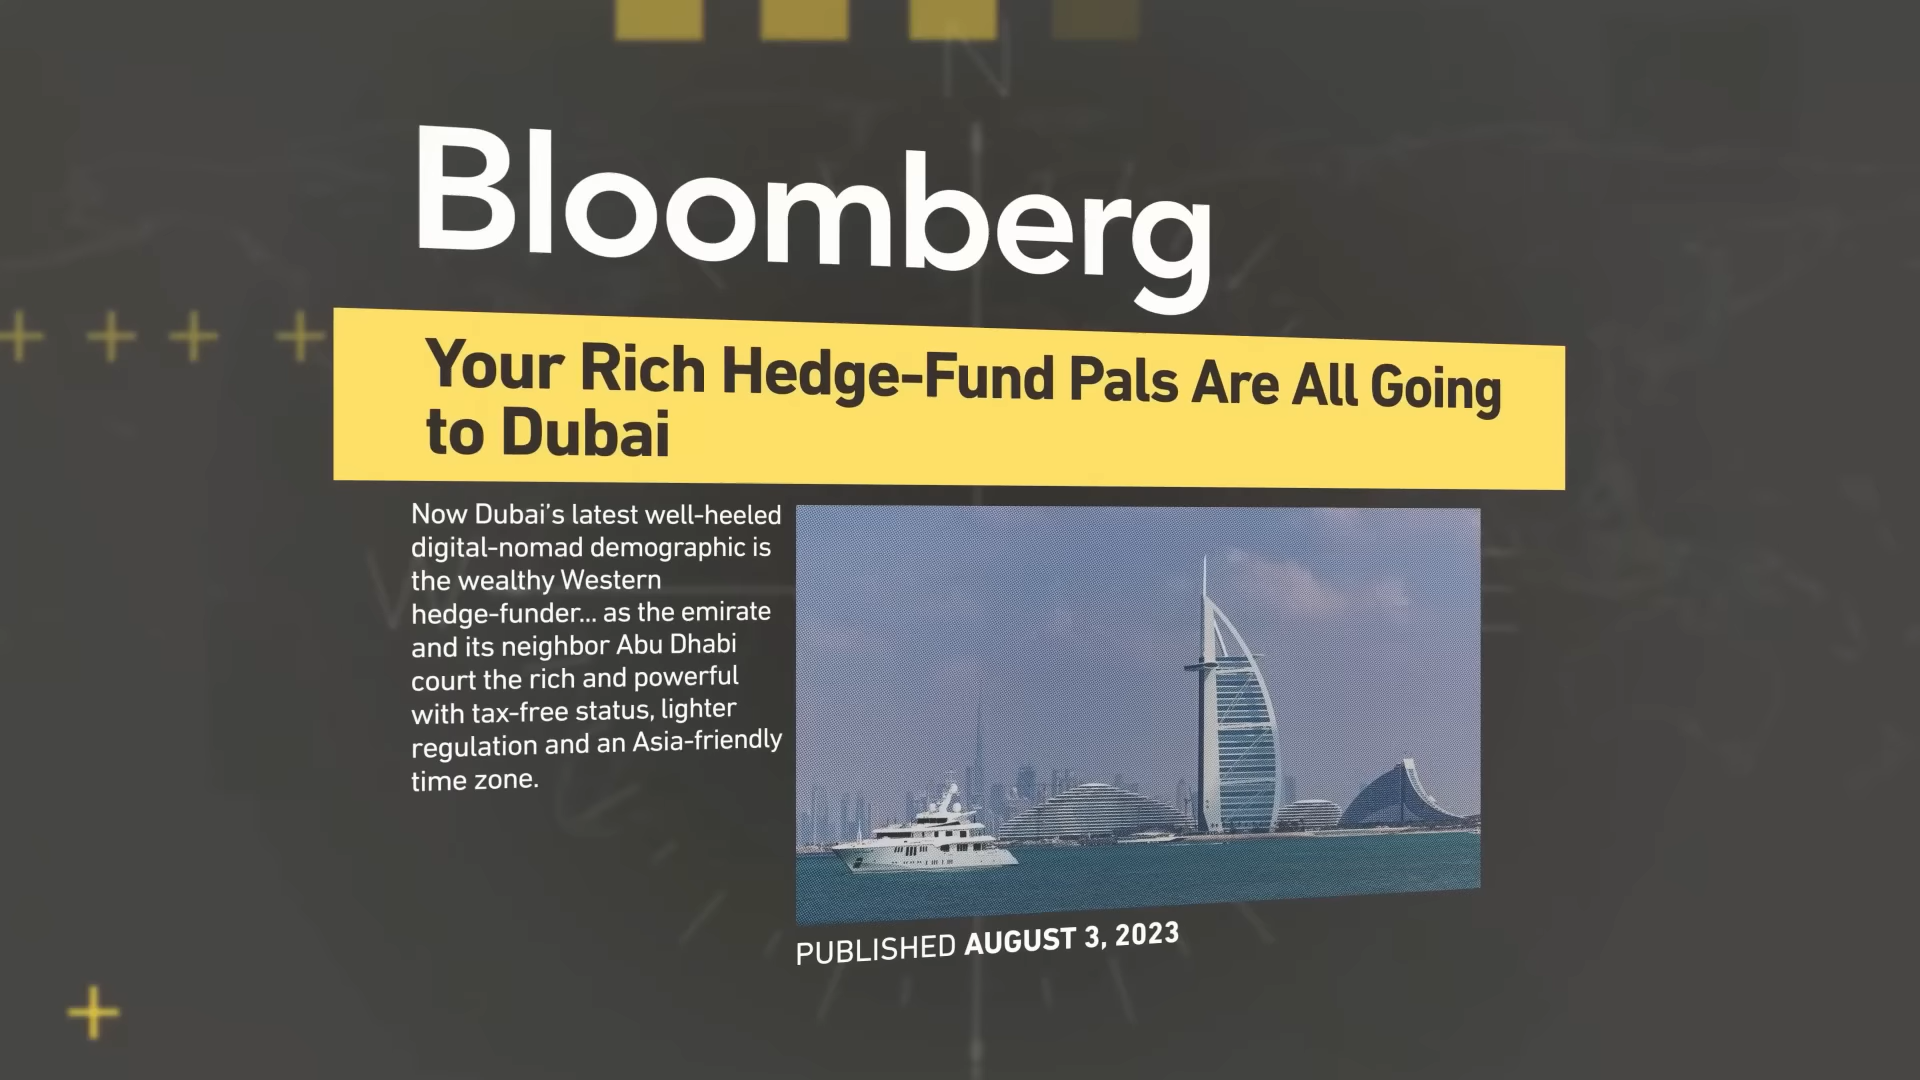 N
Bloomberg
Your Rich Hedge-Fund Pals Are All Going
to Dubai
Now Dubai's latest well-heeled
digital-nomad demographic is
the wealthy Western
hedge-funder... as the emirate
and its neighbor Abu Dhabi
court the rich and powerful
with tax-free status, lighter
regulation and an Asia-friendly
time zone.
W
PUBLISHED AUGUST 3, 2023